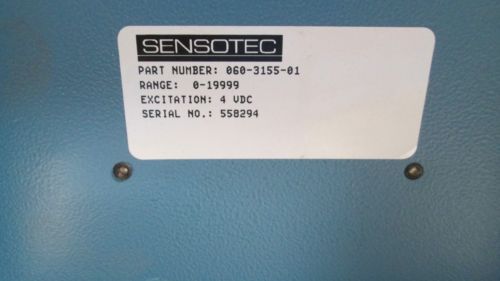 SENSOTEC
PART NUMBER: 060-3155-01
RANGE: 0-19999
EXCITATION: 4 VDC
SERIAL NO.: 558294